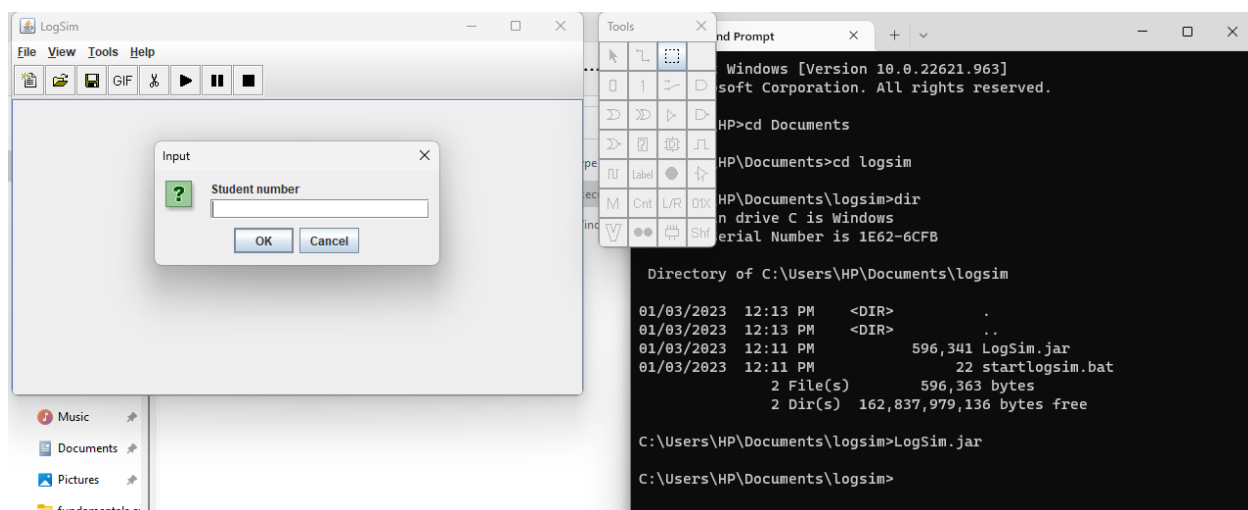 LogSim
File View Tools Help
GIF
Input
Student number
OK Cancel
Music
Documents
Pictures
Tools
1
Label
M Cnt L/R 01X
Shf
nd Prompt
Windows [Version 10.0.22621.963]
soft Corporation. All rights reserved.
HP>cd Documents
HP\Documents>cd logsim
HP\Documents\logsim>dir
n drive C is Windows
erial Number is 1E62-6CFB
Directory of C:\Users\HP\Documents\logsim
01/03/2023 12:13 PM <DIR> .
01/03/2023 12:13 PM <DIR> ..
01/03/2023 12:11 PM 596,341 LogSim.jar
01/03/2023 12:11 PM 22 startlogsim.bat
2 File(s) 596,363 bytes
2 Dir(s) 162,837,979,136 bytes free
C:\Users\HP\Documents\logsim>LogSim.jar
C:\Users\HP\Documents\logsim>